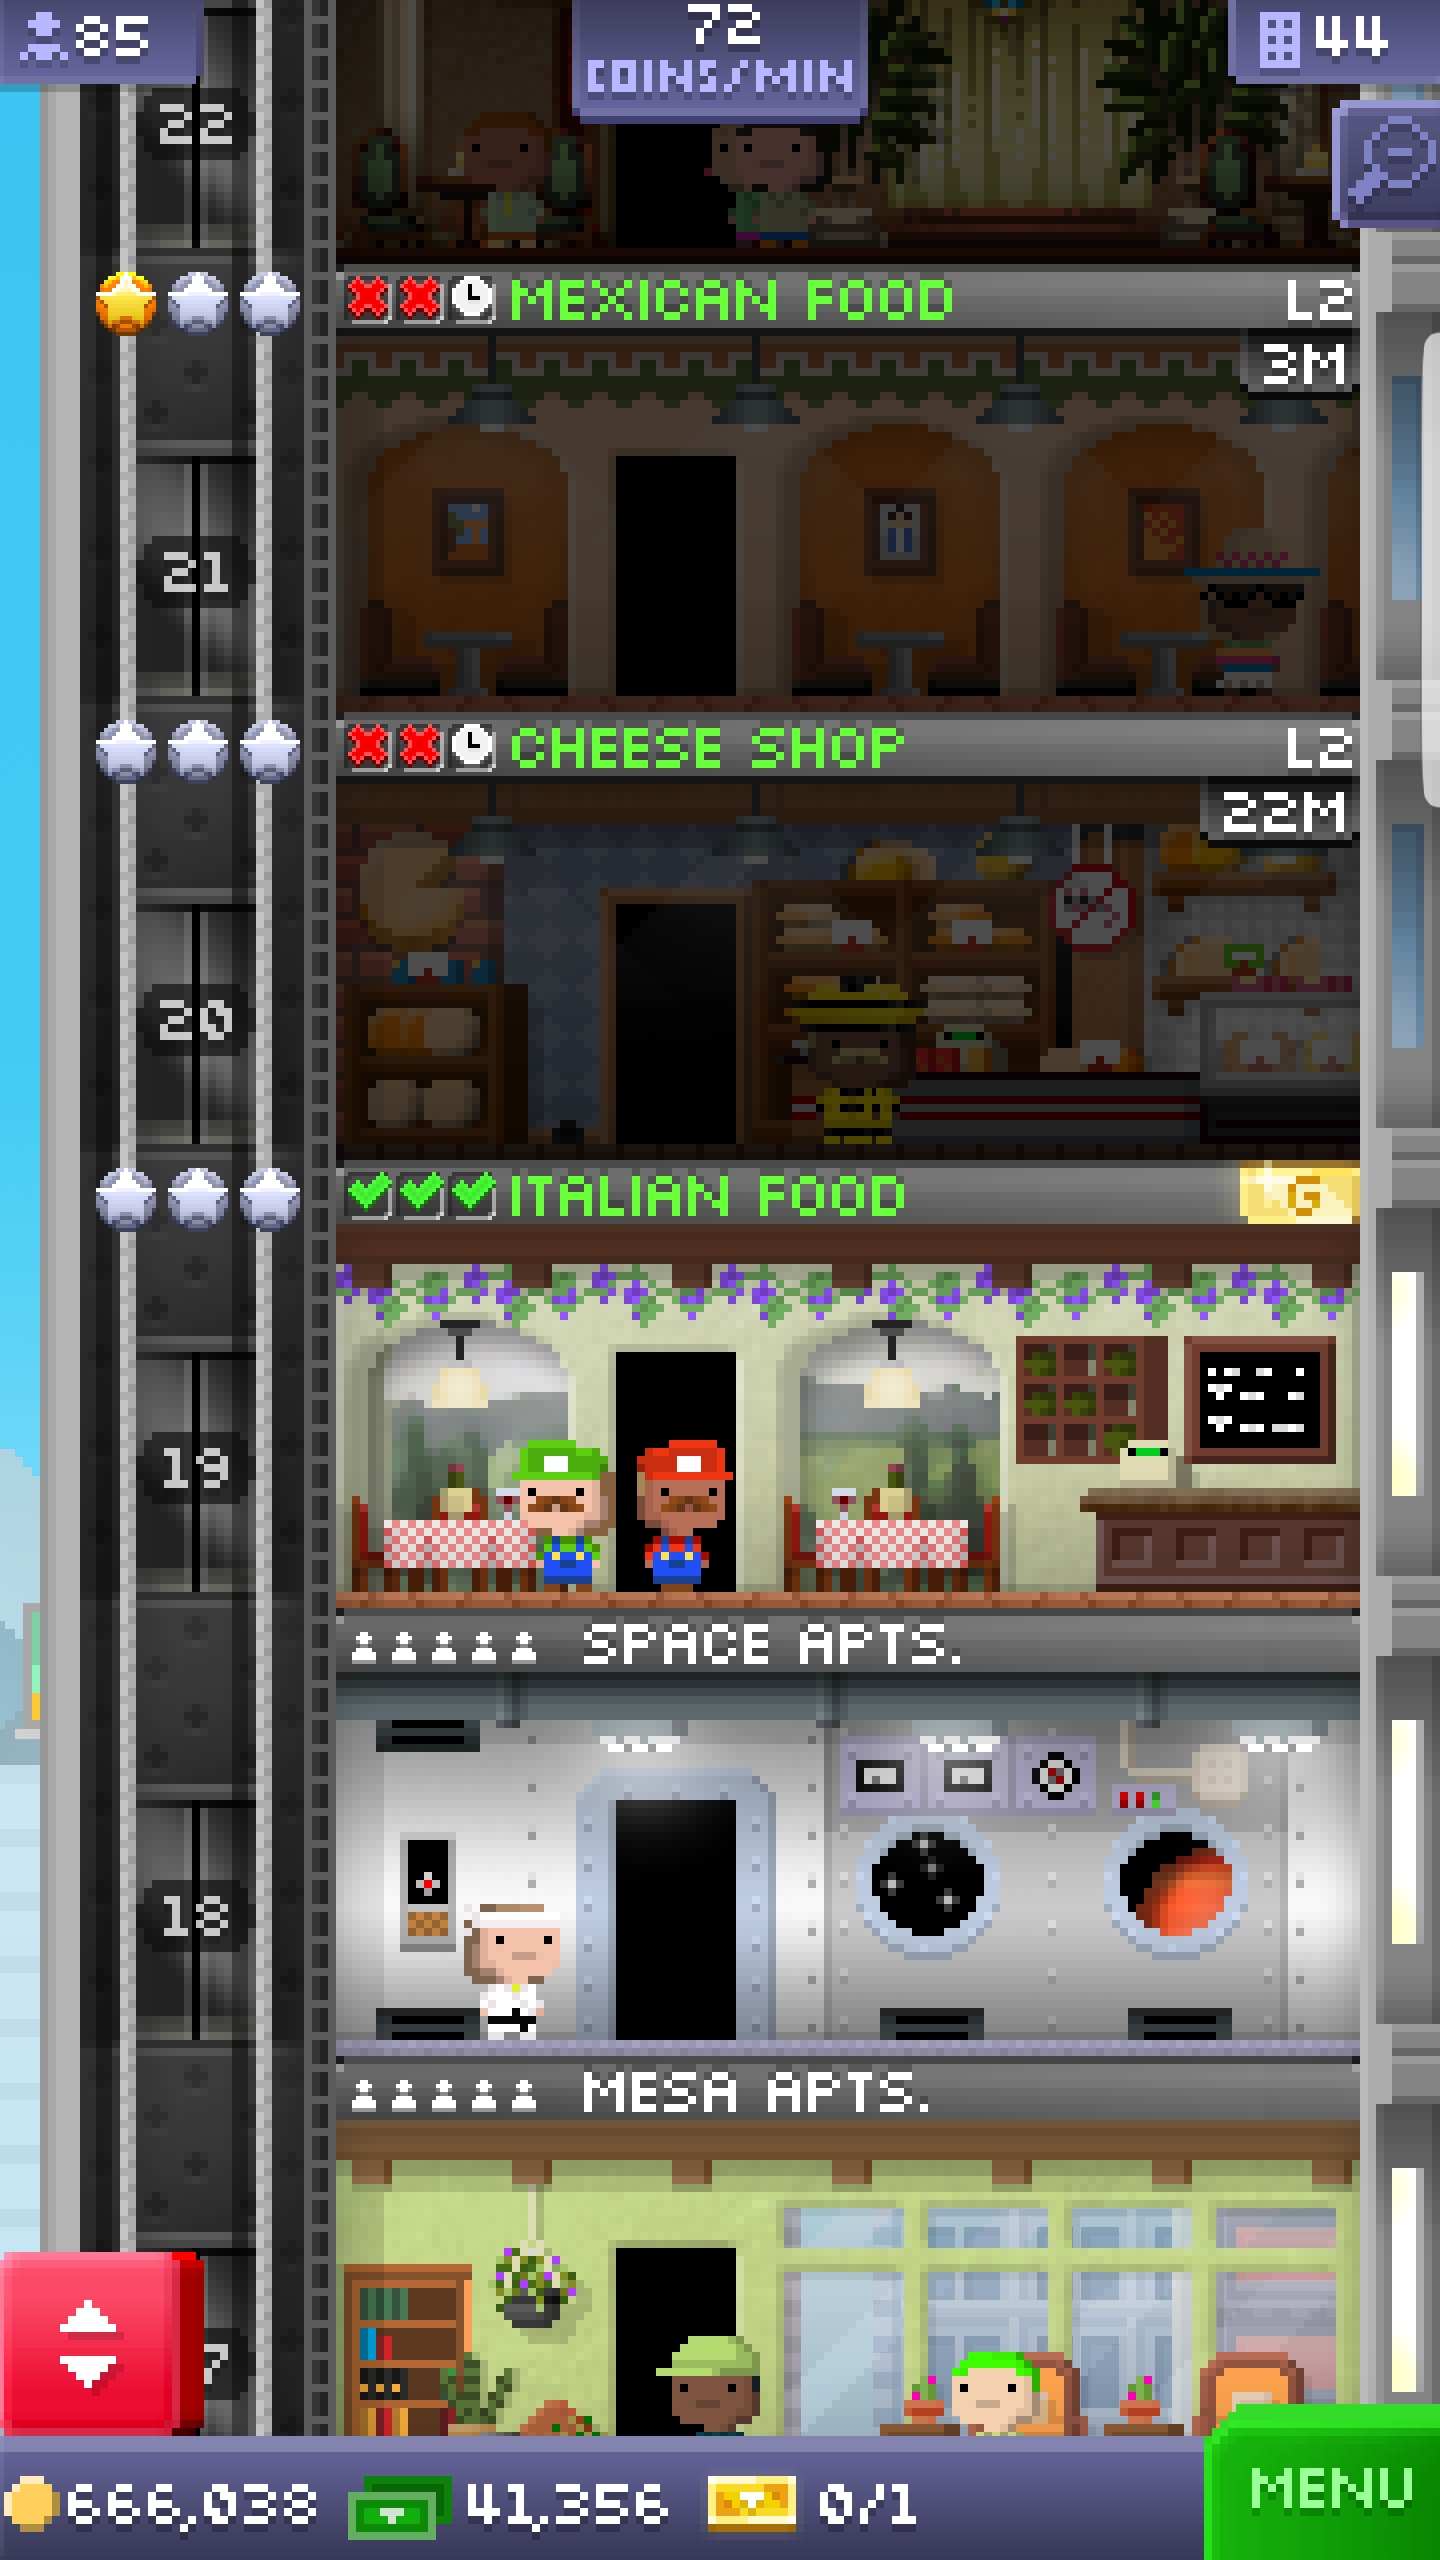 85
72
COINS/MIN
44
22
MEXICAN FOOD
L2
3M
21
CHEESE SHOP
L2
22M
20
ITALIAN FOOD
G
19
SPACE APTS.
18
MESA APTS.
7
666,038
41,356
0/1
MENU